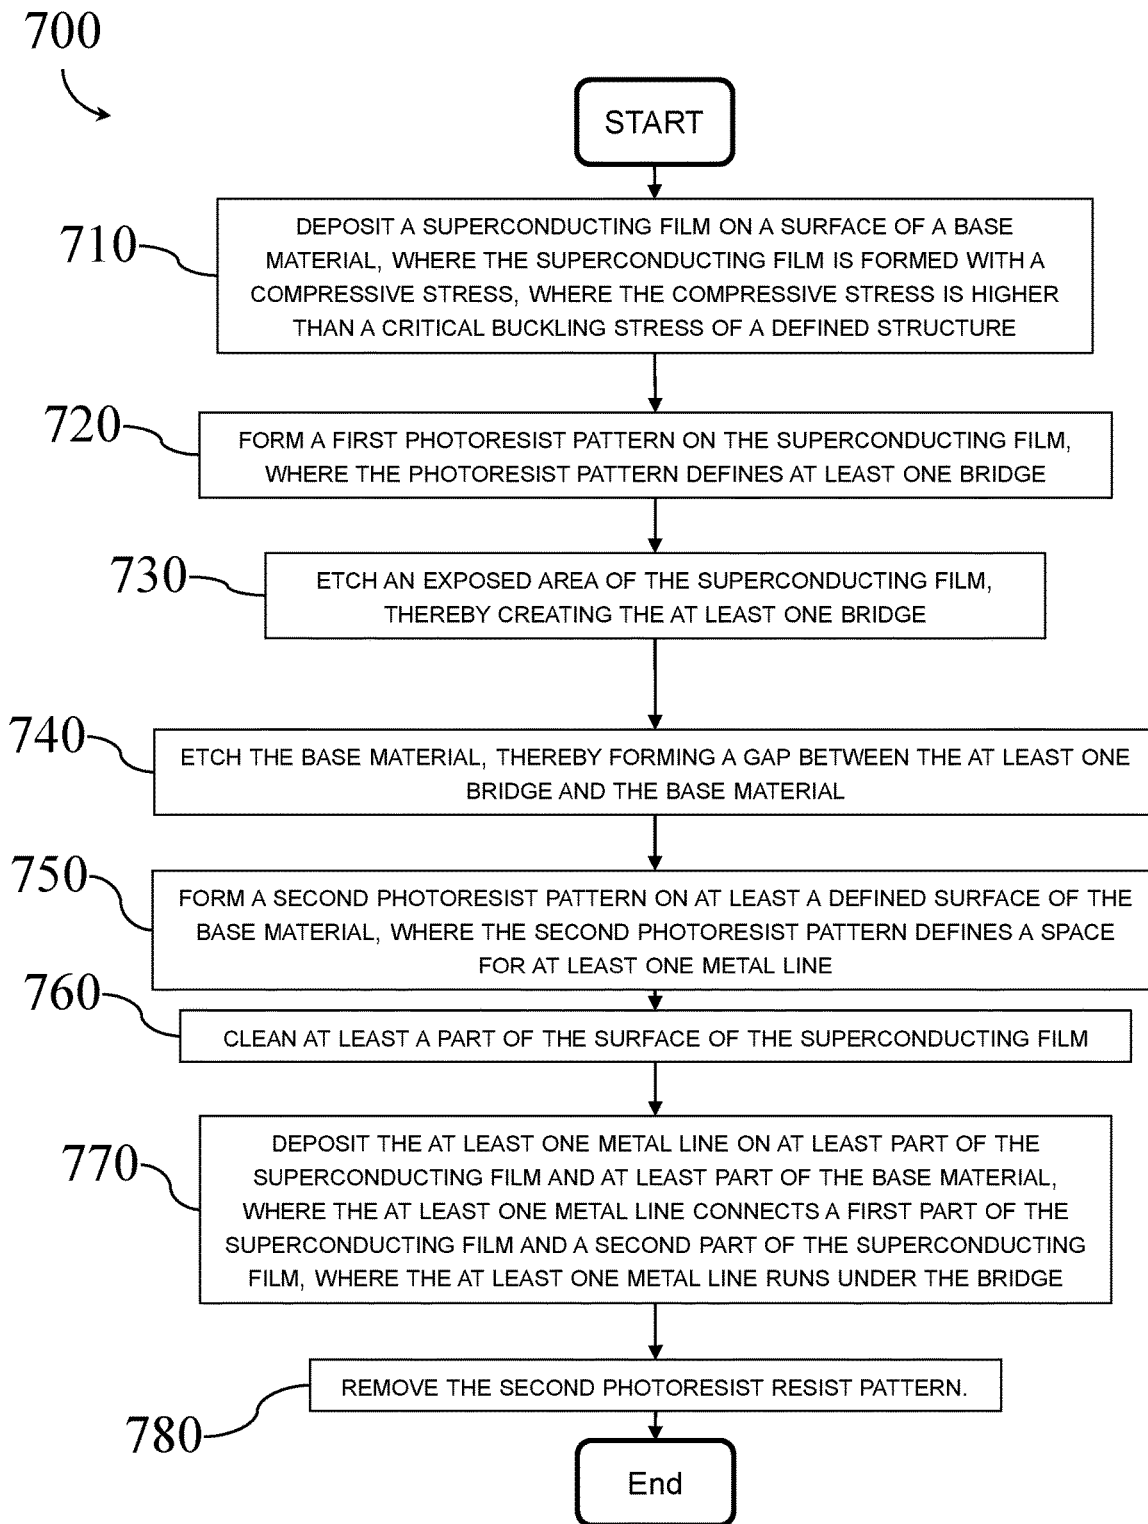 700
START
710
DEPOSIT A SUPERCONDUCTING FILM ON A SURFACE OF A BASE
MATERIAL, WHERE THE SUPERCONDUCTING FILM IS FORMED WITH A
COMPRESSIVE STRESS, WHERE THE COMPRESSIVE STRESS IS HIGHER
THAN A CRITICAL BUCKLING STRESS OF A DEFINED STRUCTURE
720
FORM A FIRST PHOTORESIST PATTERN ON THE SUPERCONDUCTING FILM,
WHERE THE PHOTORESIST PATTERN DEFINES AT LEAST ONE BRIDGE
730
ETCH AN EXPOSED AREA OF THE SUPERCONDUCTING FILM,
THEREBY CREATING THE AT LEAST ONE BRIDGE
740
ETCH THE BASE MATERIAL, THEREBY FORMING A GAP BETWEEN THE AT LEAST ONE
BRIDGE AND THE BASE MATERIAL
750
FORM A SECOND PHOTORESIST PATTERN ON AT LEAST A DEFINED SURFACE OF THE
BASE MATERIAL, WHERE THE SECOND PHOTORESIST PATTERN DEFINES A SPACE
FOR AT LEAST ONE METAL LINE
760
CLEAN AT LEAST A PART OF THE SURFACE OF THE SUPERCONDUCTING FILM
770
DEPOSIT THE AT LEAST ONE METAL LINE ON AT LEAST PART OF THE
SUPERCONDUCTING FILM AND AT LEAST PART OF THE BASE MATERIAL,
WHERE THE AT LEAST ONE METAL LINE CONNECTS A FIRST PART OF THE
SUPERCONDUCTING FILM AND A SECOND PART OF THE SUPERCONDUCTING
FILM, WHERE THE AT LEAST ONE METAL LINE RUNS UNDER THE BRIDGE
780
REMOVE THE SECOND PHOTORESIST RESIST PATTERN.
End